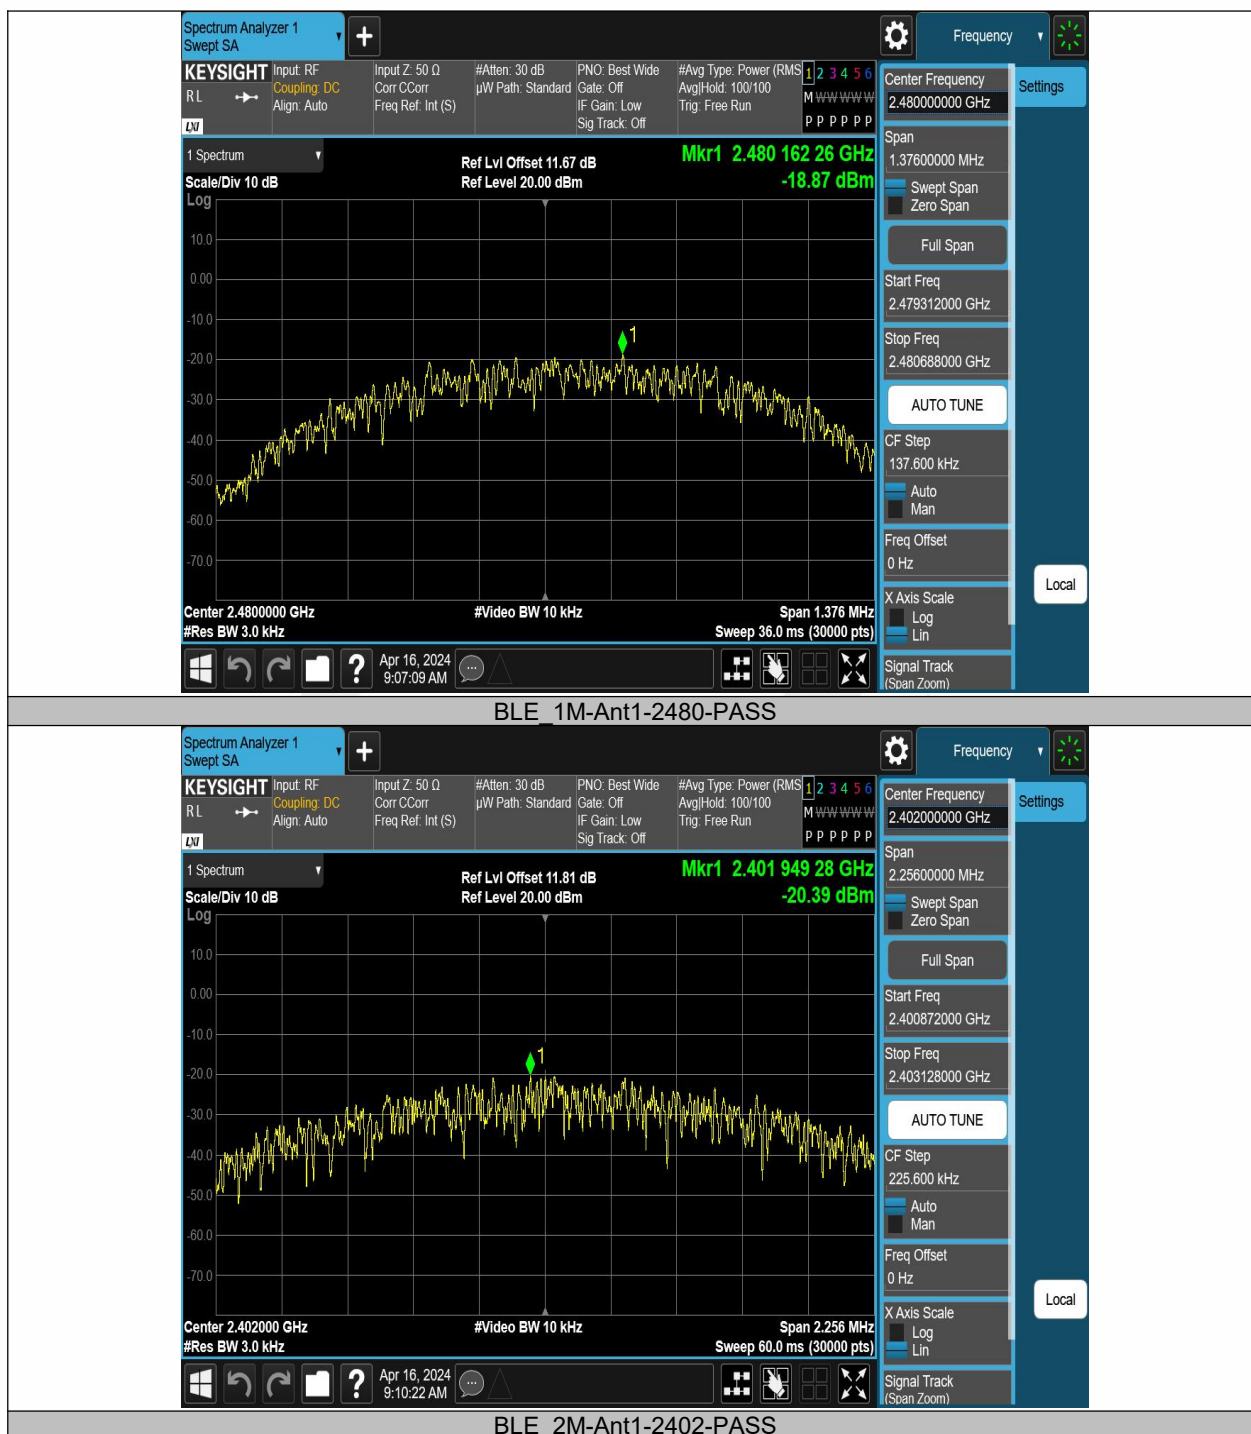 Spectrum Analyzer 1
Swept SA
Frequency
KEYSIGHT
RL
LXI
Input: RF
Coupling: DC
Align: Auto
Input Z: 50 Ω
Corr CCorr
Freq Ref: Int (S)
#Atten: 30 dB
µW Path: Standard
PNO: Best Wide
Gate: Off
IF Gain: Low
Sig Track: Off
#Avg Type: Power (RMS
Avg|Hold: 100/100
Trig: Free Run
1 2 3 4 5 6
M W W W W W
P P P P P P
1 Spectrum
Scale/Div 10 dB
Log
Ref Lvl Offset 11.67 dB
Ref Level 20.00 dBm
Mkr1 2.480 162 26 GHz
-18.87 dBm
10.0
0.00
-10.0
-20.0
-30.0
-40.0
-50.0
-60.0
-70.0
1
Center 2.4800000 GHz
#Res BW 3.0 kHz
#Video BW 10 kHz
Span 1.376 MHz
Sweep 36.0 ms (30000 pts)
Apr 16, 2024
9:07:09 AM
Center Frequency
2.480000000 GHz
Settings
Span
1.37600000 MHz
Swept Span
Zero Span
Full Span
Start Freq
2.479312000 GHz
Stop Freq
2.480688000 GHz
AUTO TUNE
CF Step
137.600 kHz
Auto
Man
Freq Offset
0 Hz
X Axis Scale
Log
Lin
Local
Signal Track
(Span Zoom)
BLE_1M-Ant1-2480-PASS
Spectrum Analyzer 1
Swept SA
Frequency
KEYSIGHT
RL
LXI
Input: RF
Coupling: DC
Align: Auto
Input Z: 50 Ω
Corr CCorr
Freq Ref: Int (S)
#Atten: 30 dB
µW Path: Standard
PNO: Best Wide
Gate: Off
IF Gain: Low
Sig Track: Off
#Avg Type: Power (RMS
Avg|Hold: 100/100
Trig: Free Run
1 2 3 4 5 6
M W W W W W
P P P P P P
1 Spectrum
Scale/Div 10 dB
Log
Ref Lvl Offset 11.81 dB
Ref Level 20.00 dBm
Mkr1 2.401 949 28 GHz
-20.39 dBm
10.0
0.00
-10.0
-20.0
-30.0
-40.0
-50.0
-60.0
-70.0
1
Center 2.402000 GHz
#Res BW 3.0 kHz
#Video BW 10 kHz
Span 2.256 MHz
Sweep 60.0 ms (30000 pts)
Apr 16, 2024
9:10:22 AM
Center Frequency
2.402000000 GHz
Settings
Span
2.25600000 MHz
Swept Span
Zero Span
Full Span
Start Freq
2.400872000 GHz
Stop Freq
2.403128000 GHz
AUTO TUNE
CF Step
225.600 kHz
Auto
Man
Freq Offset
0 Hz
X Axis Scale
Log
Lin
Local
Signal Track
(Span Zoom)
BLE_2M-Ant1-2402-PASS